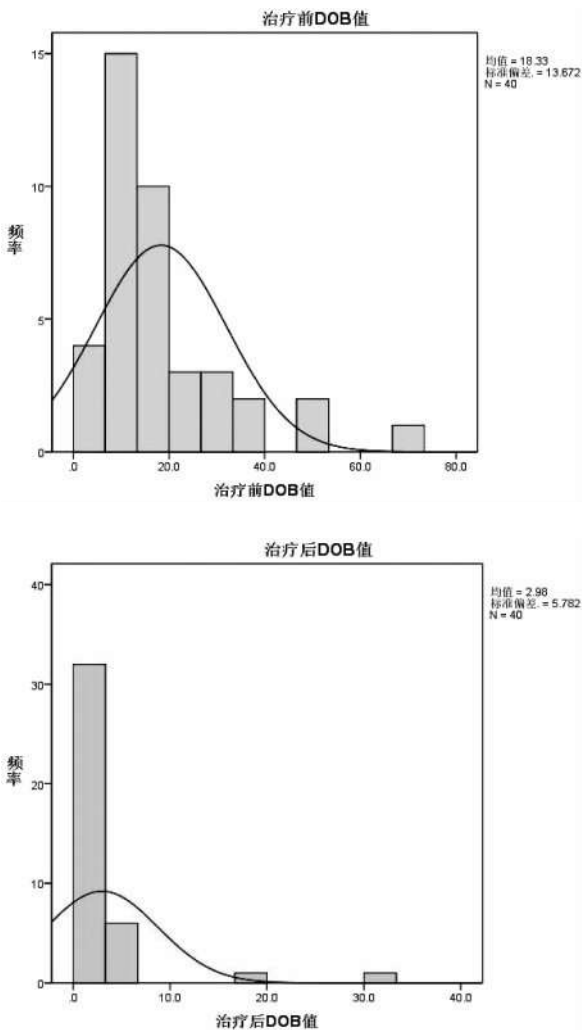 治疗前DOB值
均值 = 18.33
标准偏差. = 13.672
N = 40
15
10
5
0
频率
.0 20.0 40.0 60.0 80.0
治疗前DOB值
治疗后DOB值
均值 = 2.98
标准偏差. = 5.782
N = 40
40
30
20
10
0
频率
.0 10.0 20.0 30.0 40.0
治疗后DOB值